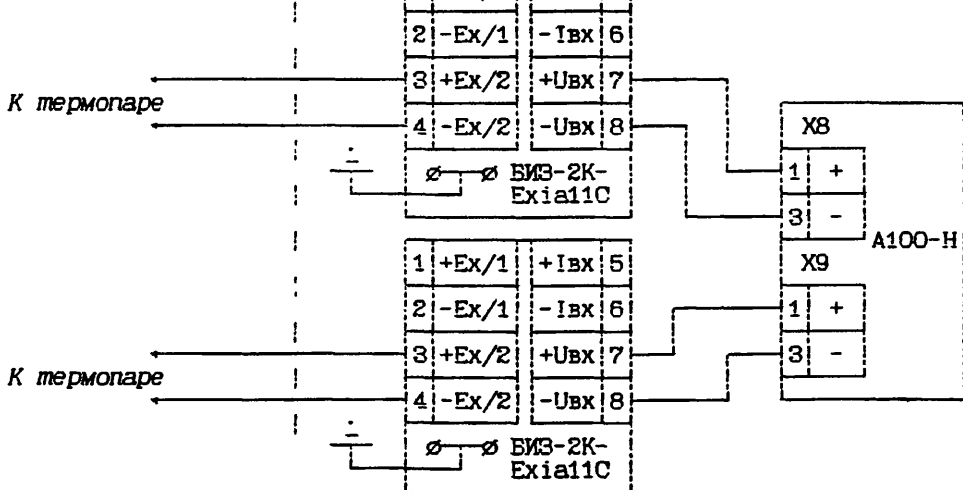 2 -Ex/1 -Iвх 6
3 +Ex/2 +Uвх 7
К термопаре
4 -Ex/2 -Uвх 8
X8
БИЗ-2К-
Exia11C
1 +
3 -
A100-H
1 +Ex/1 +Iвх 5
X9
2 -Ex/1 -Iвх 6
1 +
3 +Ex/2 +Uвх 7
3 -
К термопаре
4 -Ex/2 -Uвх 8
БИЗ-2К-
Exia11C